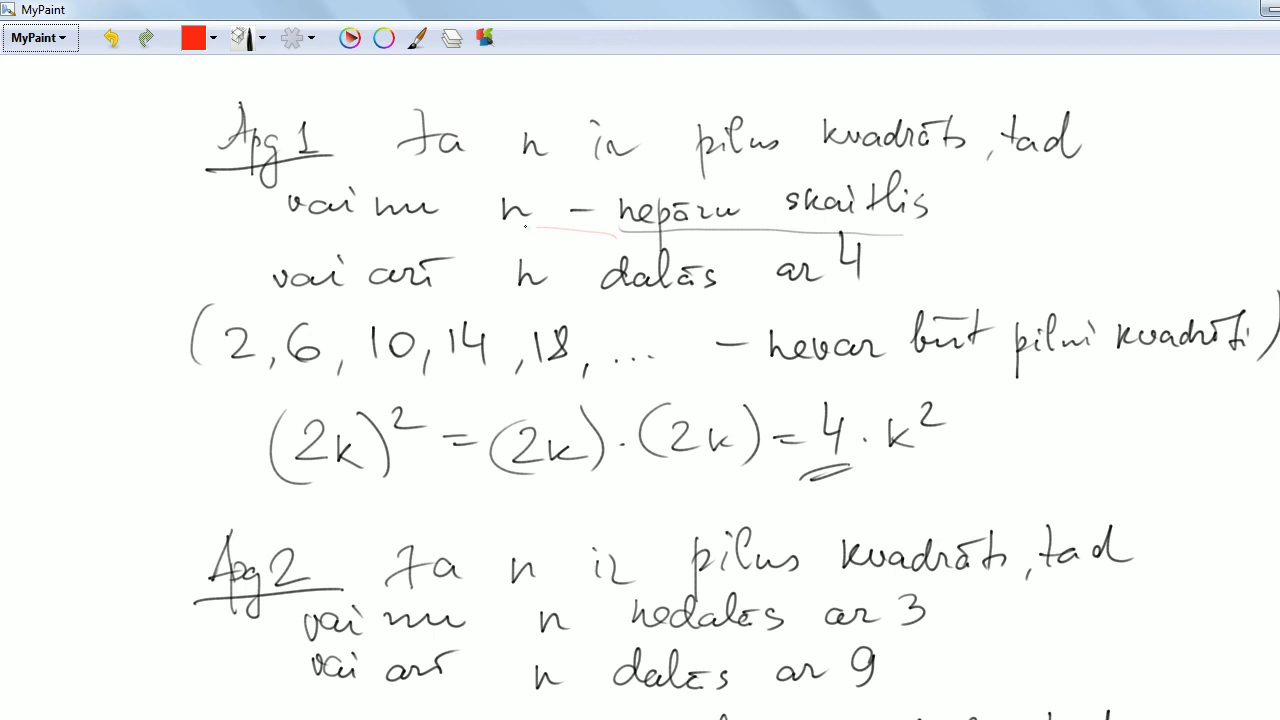 MyPaint
MyPaint
Apg 1 Ja n ir pilns kvadrāts, tad
vai nu n - nepāru skaitlis
vai arī n dalās ar 4
(2, 6, 10, 14, 18, ... - nevar būt pilni kvadrāti)
(2k)² = (2k) · (2k) = 4 · k²
Apg 2 Ja n ir pilns kvadrāts, tad
vai nu n nedalās ar 3
vai arī n dalās ar 9